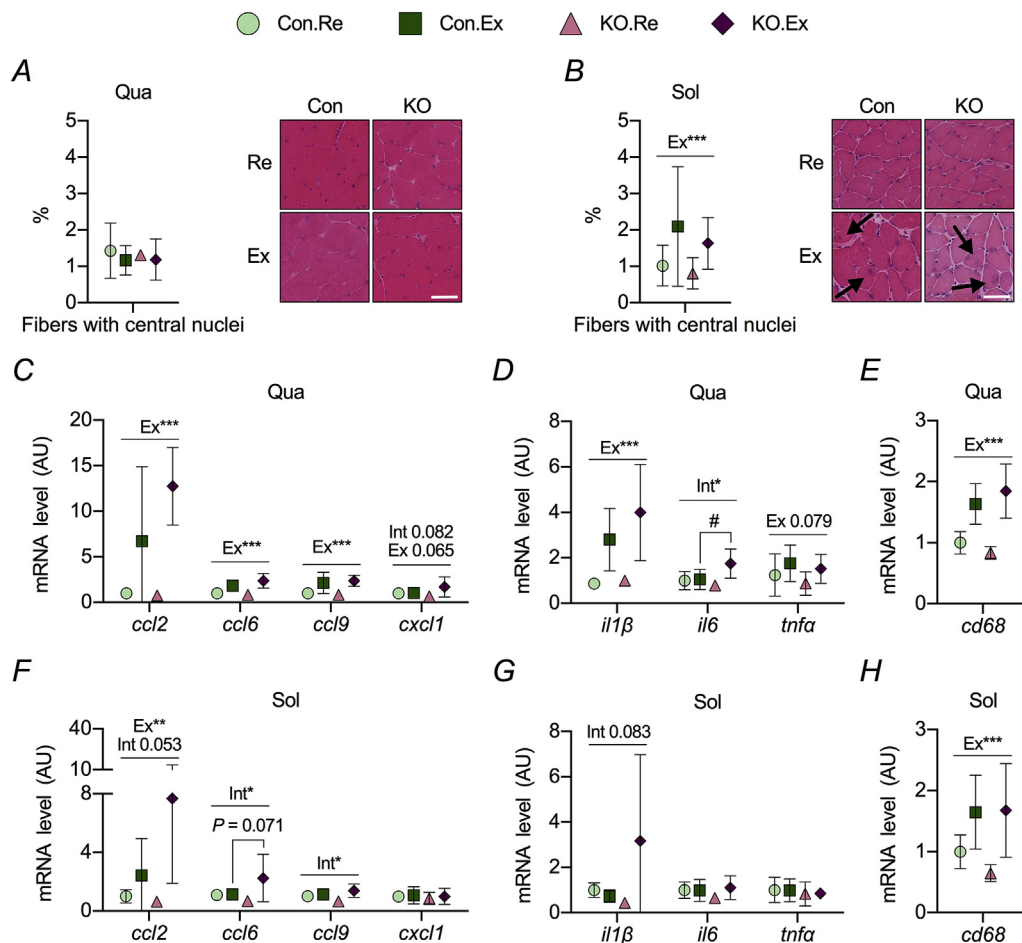 Con.Re Con.Ex KO.Re KO.Ex
A
Qua
5
4
3
2
1
0
%
Fibers with central nuclei
Con KO
Re
Ex
B
Sol
5
4
3
2
1
0
%
Ex***
Fibers with central nuclei
Con KO
Re
Ex
C
Qua
mRNA level (AU)
20
15
10
5
0
Ex***
Ex***
Ex***
Int 0.082
Ex 0.065
ccl2 ccl6 ccl9 cxcl1
D
Qua
mRNA level (AU)
8
6
4
2
0
Ex***
Int*
#
Ex 0.079
il1β il6 tnfα
E
Qua
mRNA level (AU)
3
2
1
0
Ex***
cd68
F
Sol
mRNA level (AU)
40
10
8
4
0
Ex**
Int 0.053
Int*
P = 0.071
Int*
ccl2 ccl6 ccl9 cxcl1
G
Sol
mRNA level (AU)
8
6
4
2
0
Int 0.083
il1β il6 tnfα
H
Sol
mRNA level (AU)
3
2
1
0
Ex***
cd68